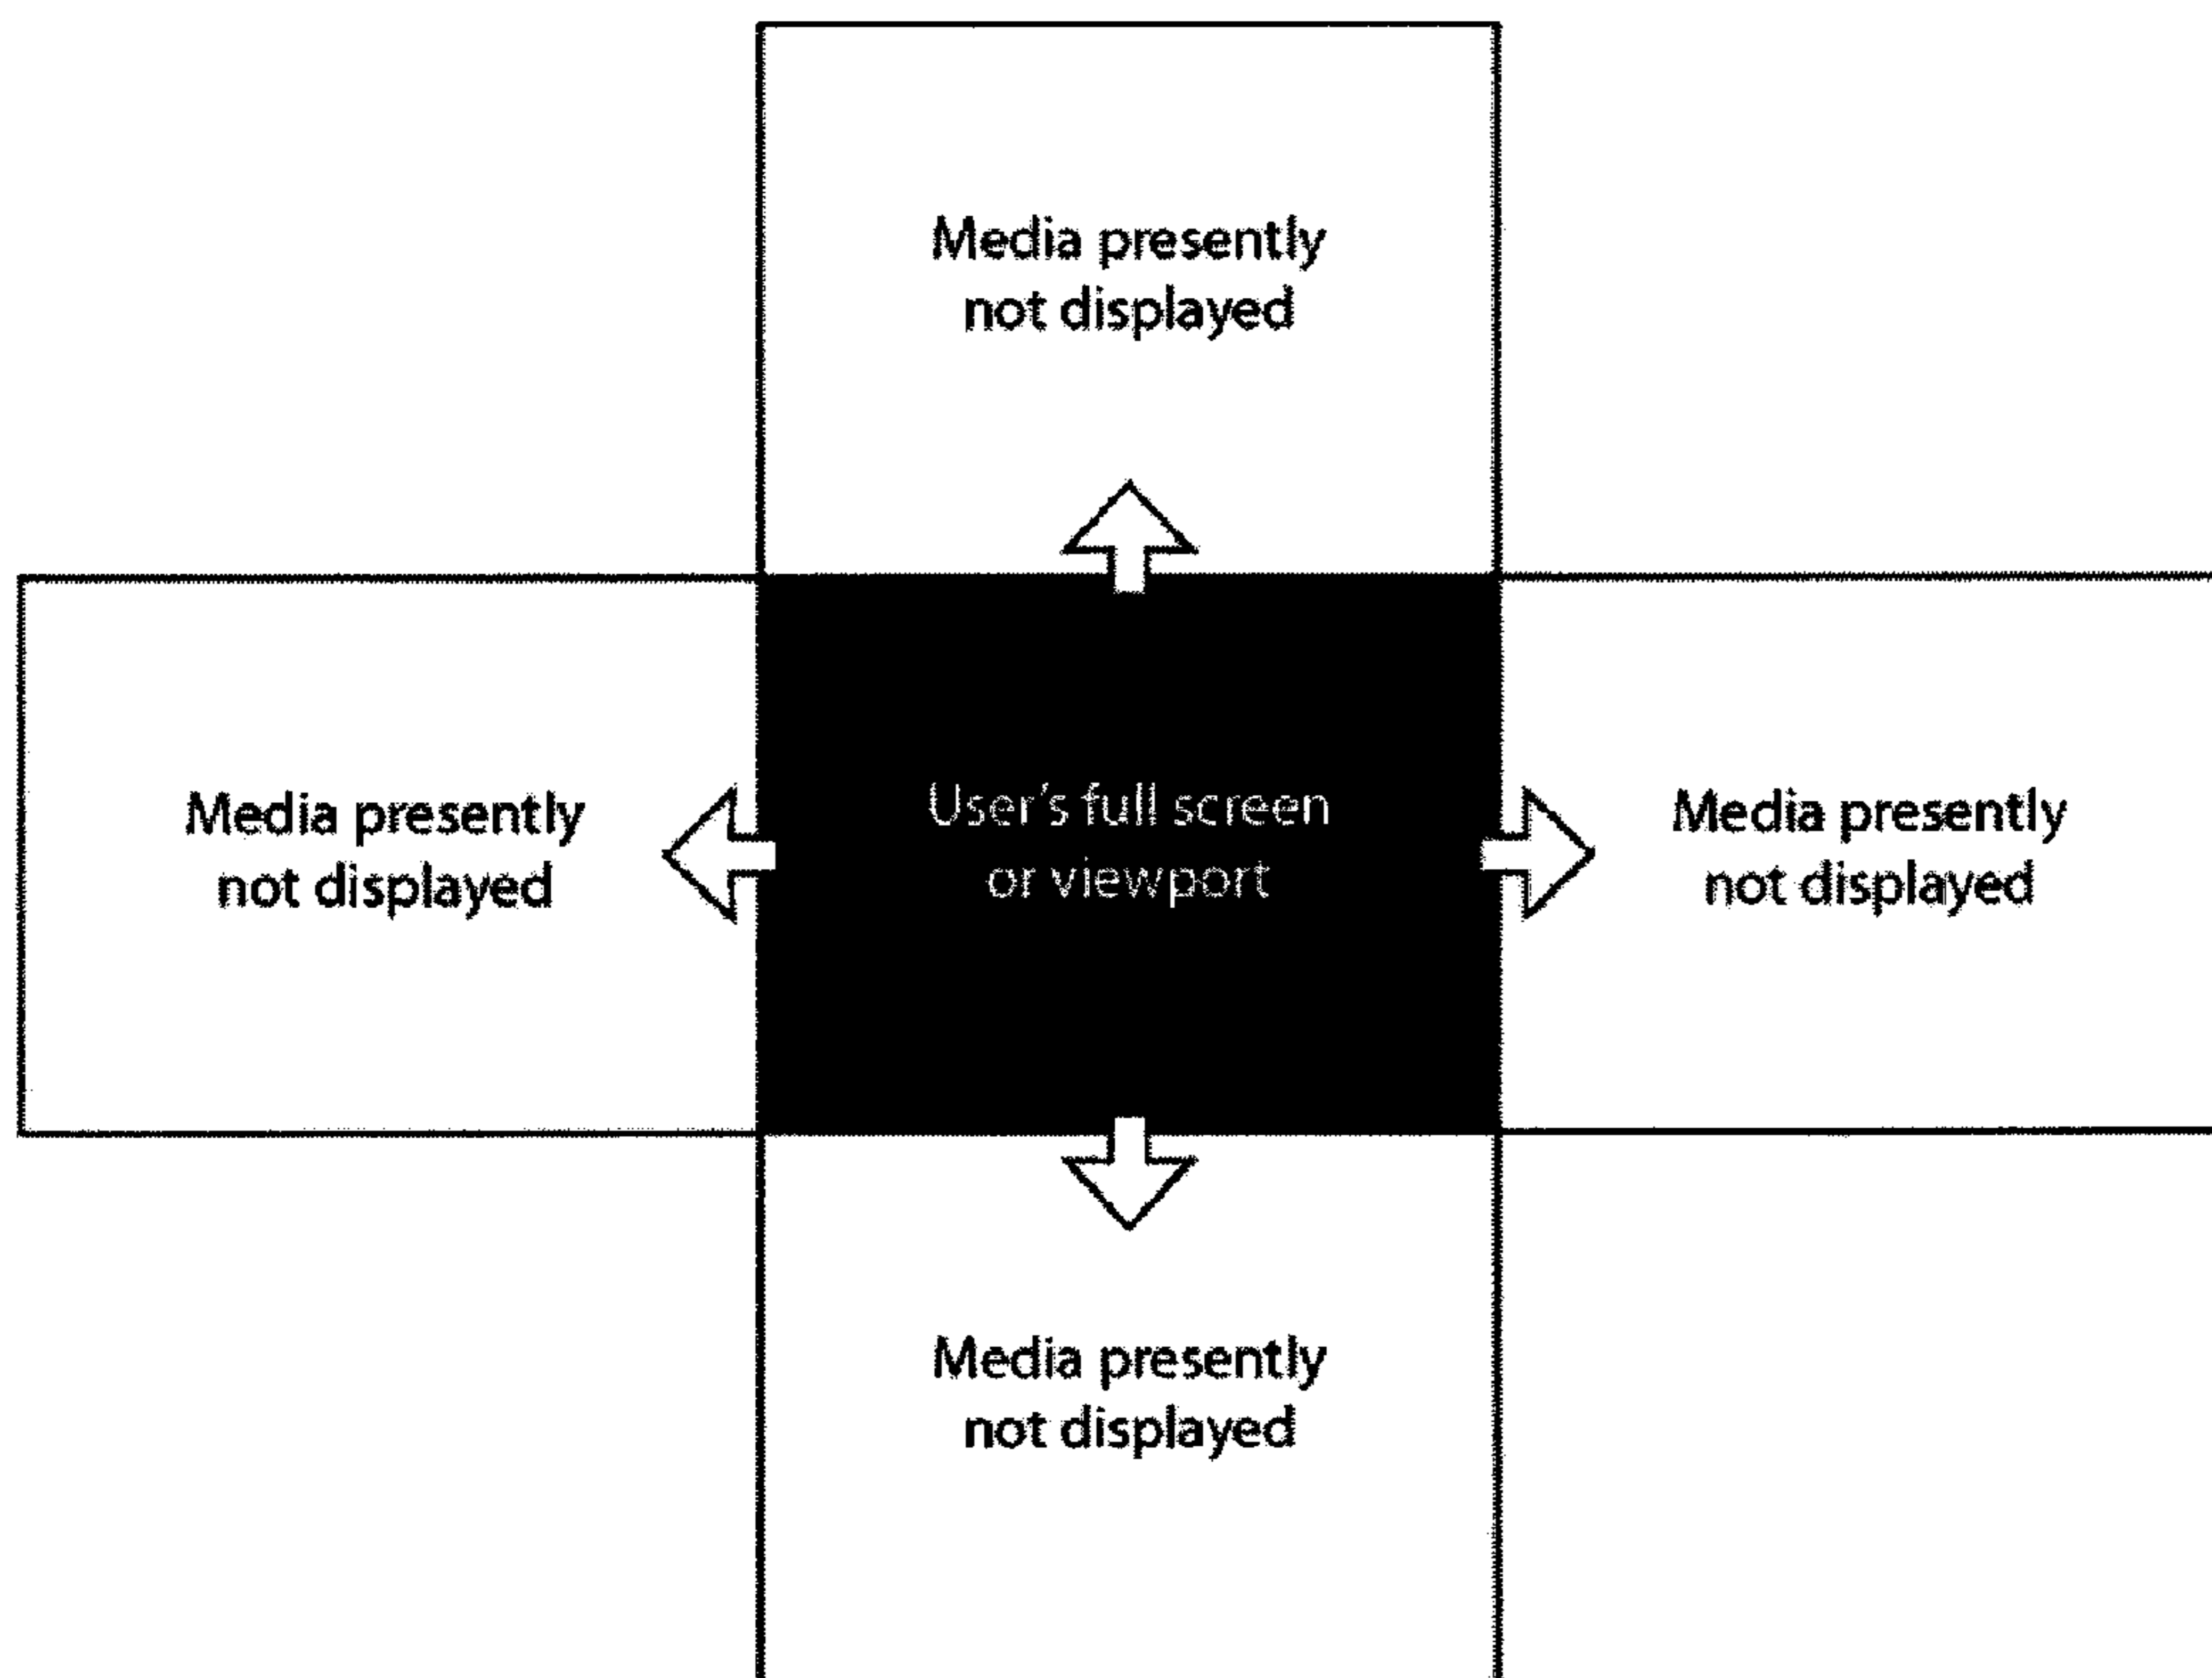 Media presently
not displayed
Media presently
not displayed
User's full screen
or viewport
Media presently
not displayed
Media presently
not displayed